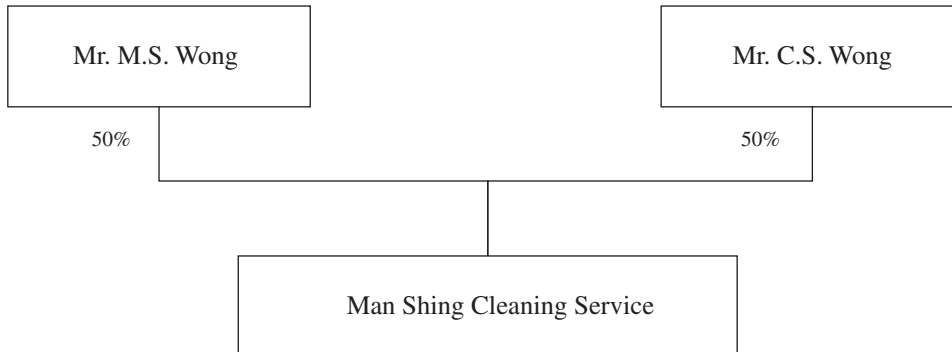 Mr. M.S. Wong
Mr. C.S. Wong
50%
50%
Man Shing Cleaning Service